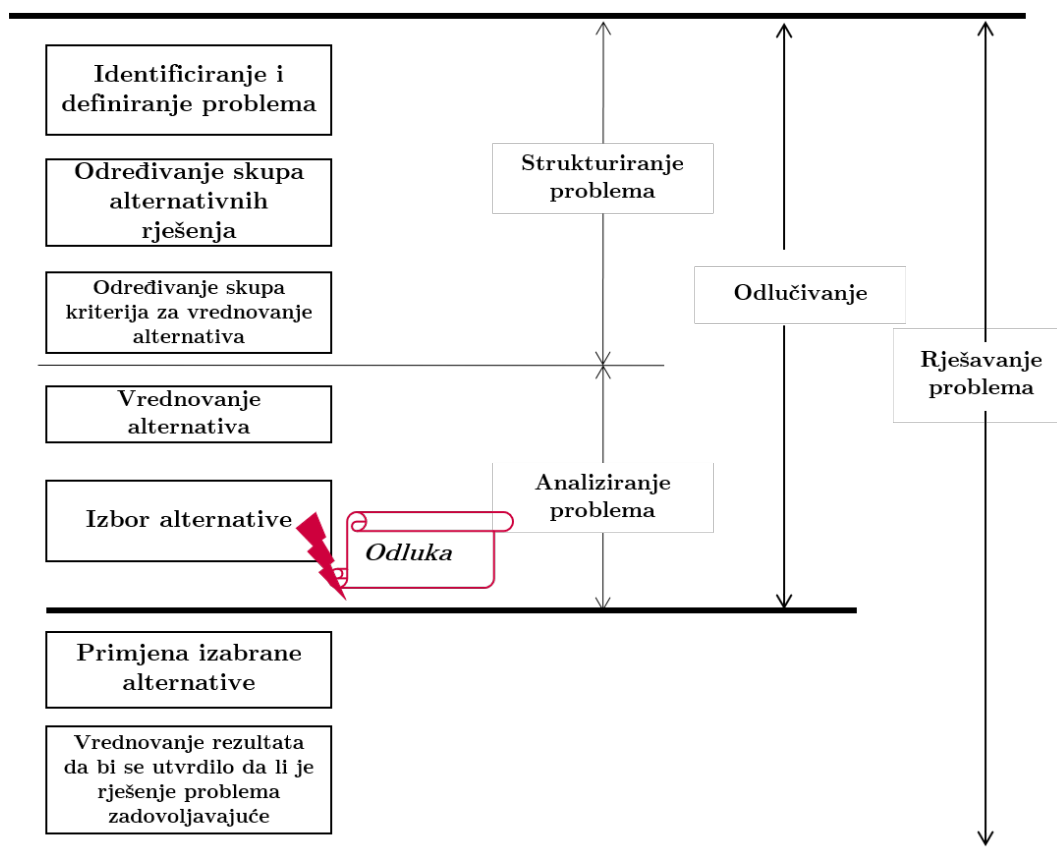 Identificiranje i
definiranje problema
Određivanje skupa
alternativnih
rješenja
Određivanje skupa
kriterija za vrednovanje
alternativa
Vrednovanje
alternativa
Izbor alternative
Odluka
Primjena izabrane
alternative
Vrednovanje rezultata
da bi se utvrdilo da li je
rješenje problema
zadovoljavajuće
Strukturiranje
problema
Analiziranje
problema
Odlučivanje
Rješavanje
problema